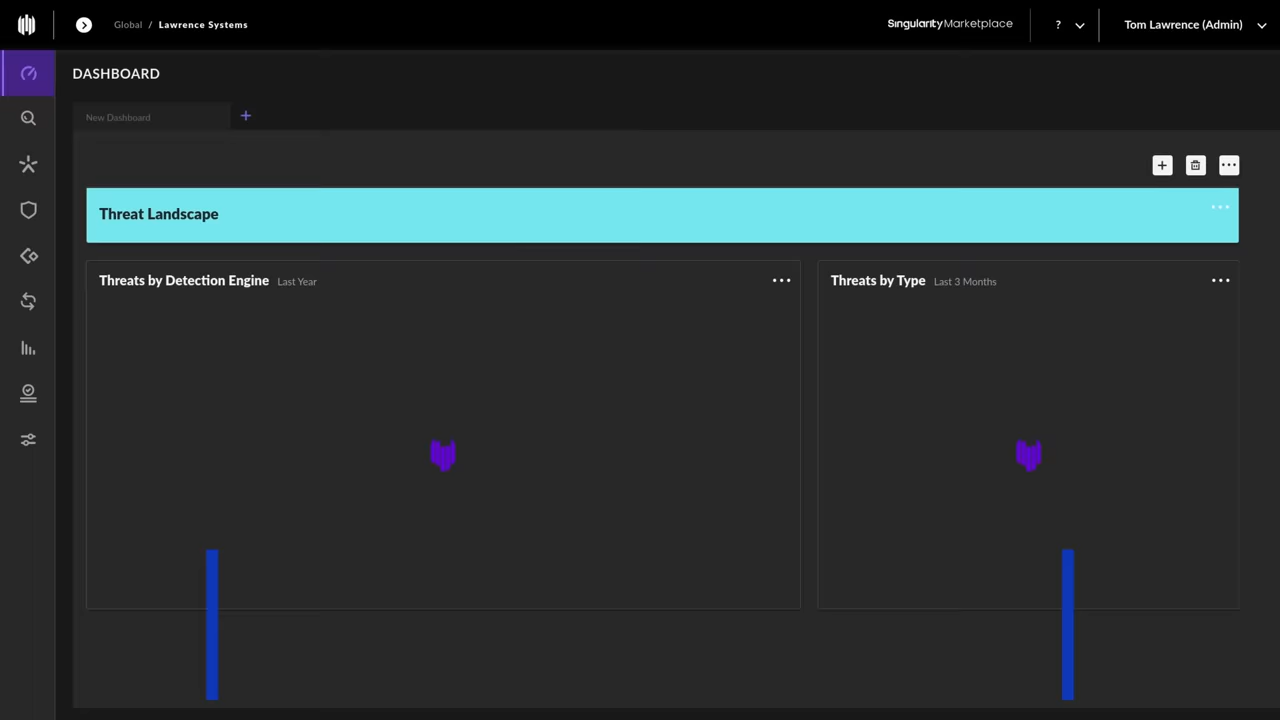 Global / Lawrence Systems
SingularityMarketplace
?
Tom Lawrence (Admin)
DASHBOARD
New Dashboard
Threat Landscape
Threats by Detection Engine Last Year
Threats by Type Last 3 Months